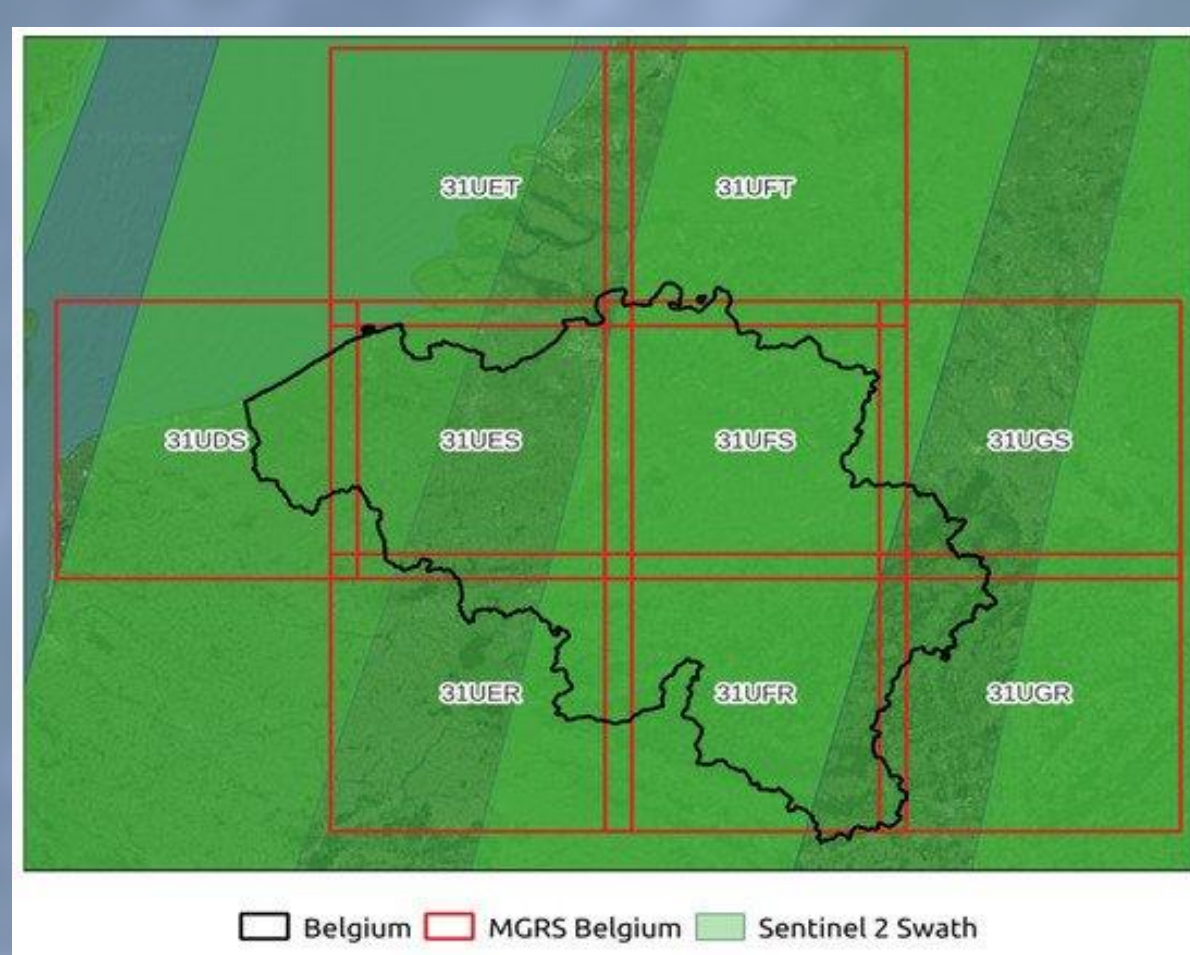 31UET 31UFT
31UDS 31UES 31UFS 31UGS
31UER 31UFR 31UGR
Belgium MGRS Belgium Sentinel 2 Swath